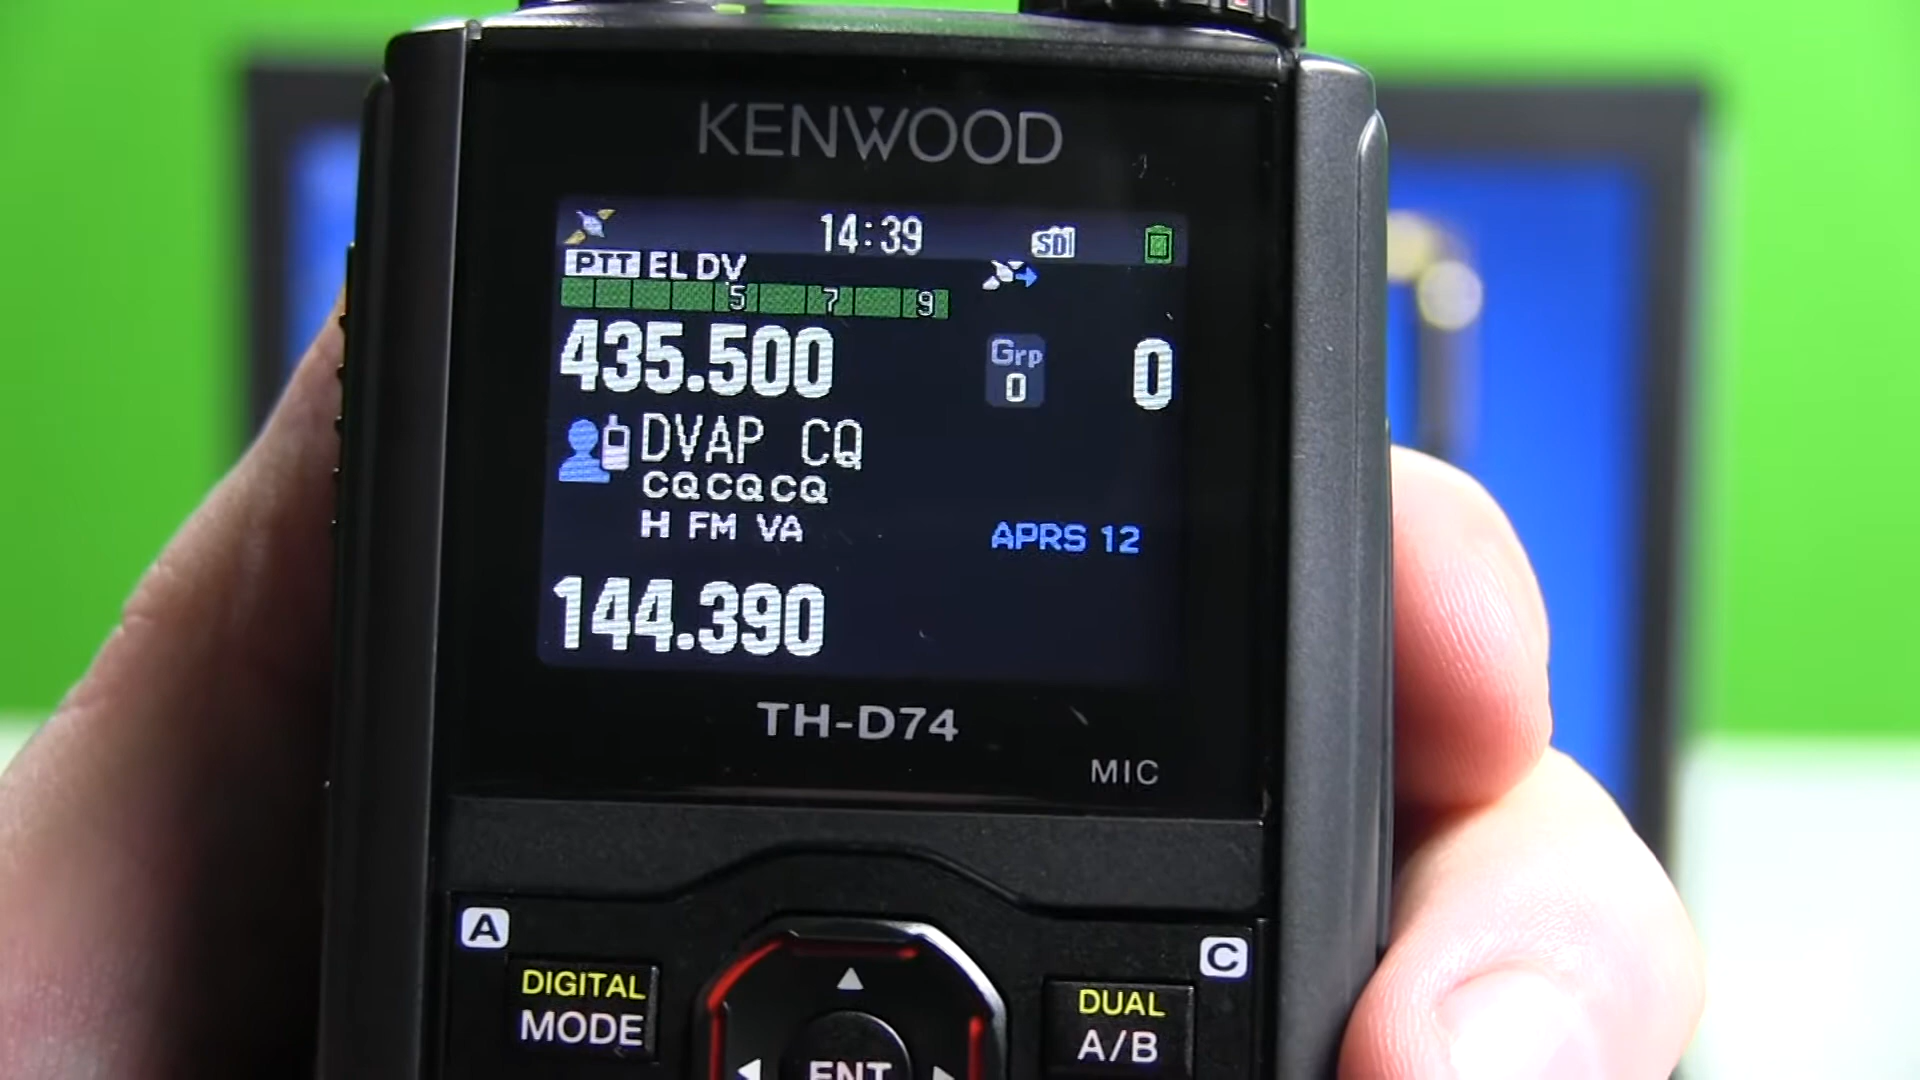 KENWOOD
14:39 SD
PTT EL DV
5 7 9
435.500 Grp 0 0
DVAP CQ
CQCQCQ
H FM VA APRS 12
144.390
TH-D74
MIC
A C
DIGITAL DUAL
MODE A/B
ENT